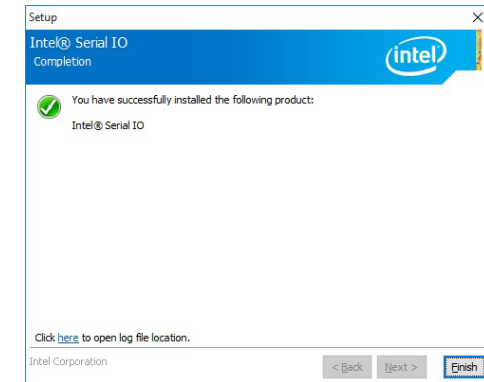 Setup
Intel® Serial IO
Completion
intel
You have successfully installed the following product:
Intel® Serial IO
Click here to open log file location.
Intel Corporation
< Back Next > Finish